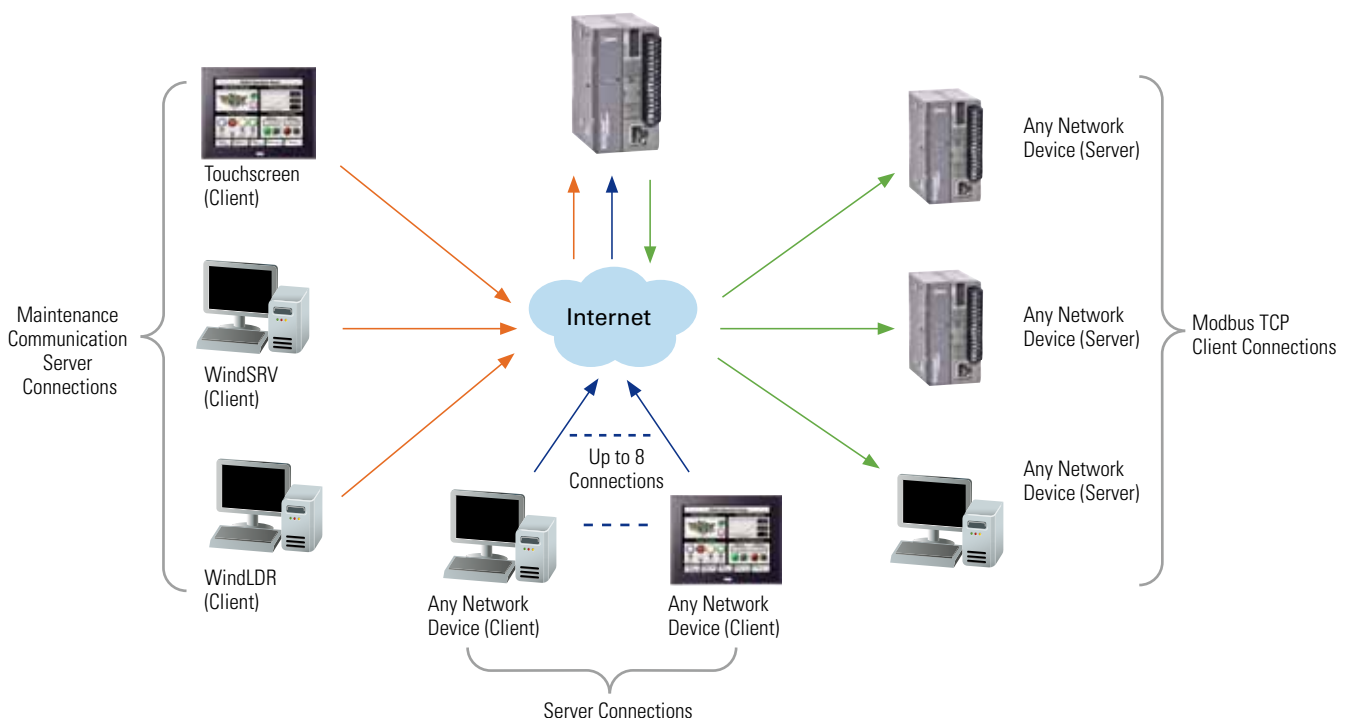 Touchscreen
(Client)
WindSRV
(Client)
WindLDR
(Client)
Maintenance
Communication
Server
Connections
Internet
Up to 8
Connections
Any Network
Device (Client)
Any Network
Device (Client)
Server Connections
Any Network
Device (Server)
Any Network
Device (Server)
Any Network
Device (Server)
Modbus TCP
Client Connections